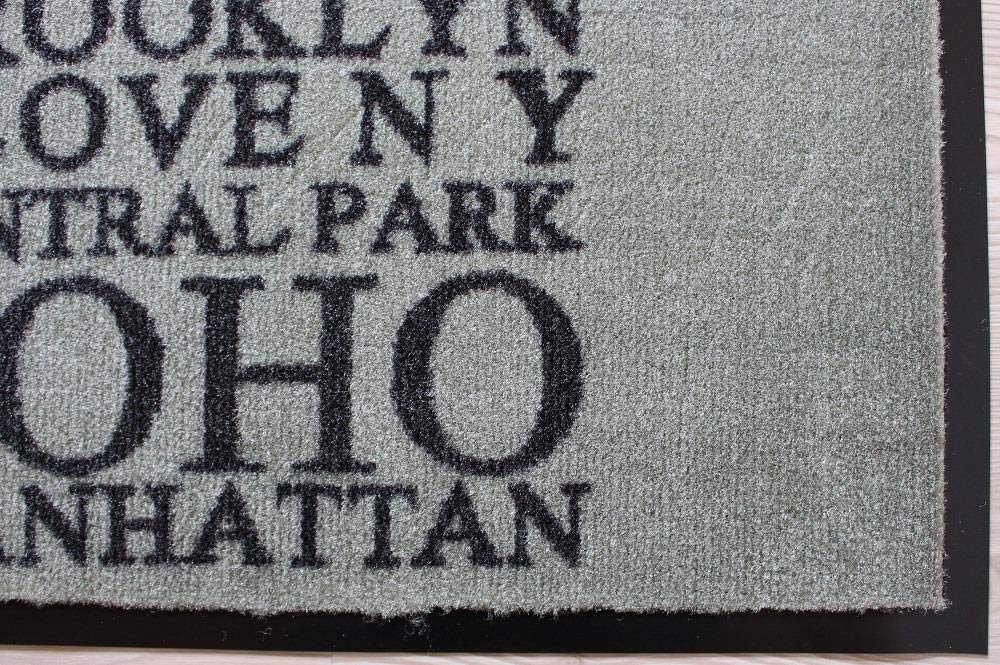 ROOKLYN
LOVE N Y
NTRAL PARK
OHO
ANHATTAN